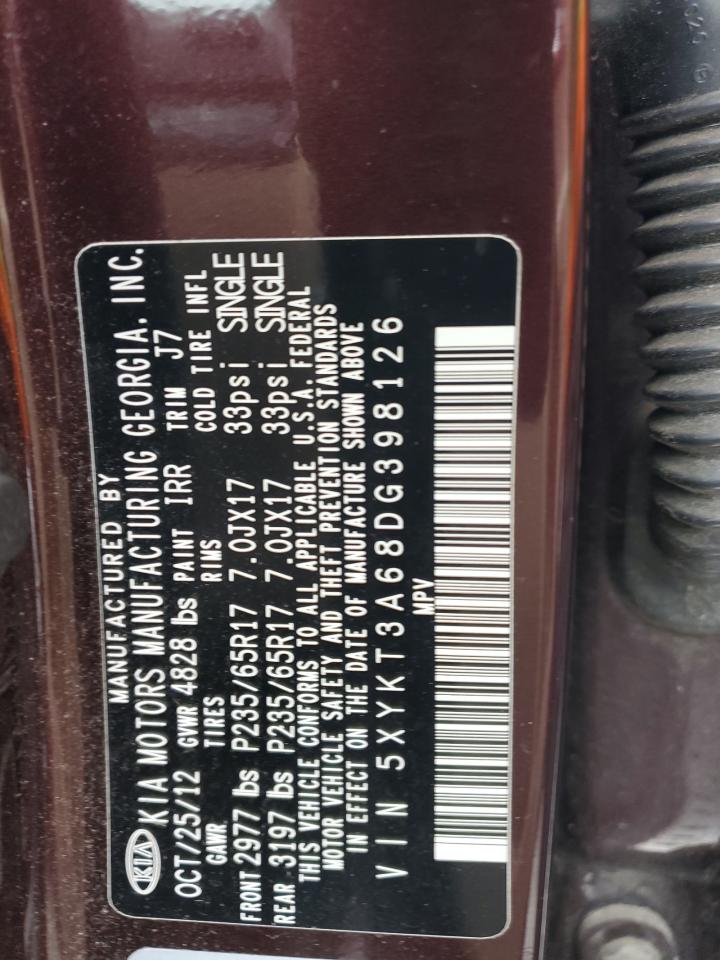 MANUFACTURED BY
KIA KIA MOTORS MANUFACTURING GEORGIA. INC.
OCT/25/12 GVWR 4828 lbs PAINT IRR TRIM J7
GAWR TIRES RIMS COLD TIRE INFL
FRONT 2977 lbs P235/65R17 7.0JX17 33psi SINGLE
REAR 3197 lbs P235/65R17 7.0JX17 33psi SINGLE
THIS VEHICLE CONFORMS TO ALL APPLICABLE U.S.A. FEDERAL
MOTOR VEHICLE SAFETY AND THEFT PREVENTION STANDARDS
IN EFFECT ON THE DATE OF MANUFACTURE SHOWN ABOVE
VIN 5XYKT3A68DG398126
MPV